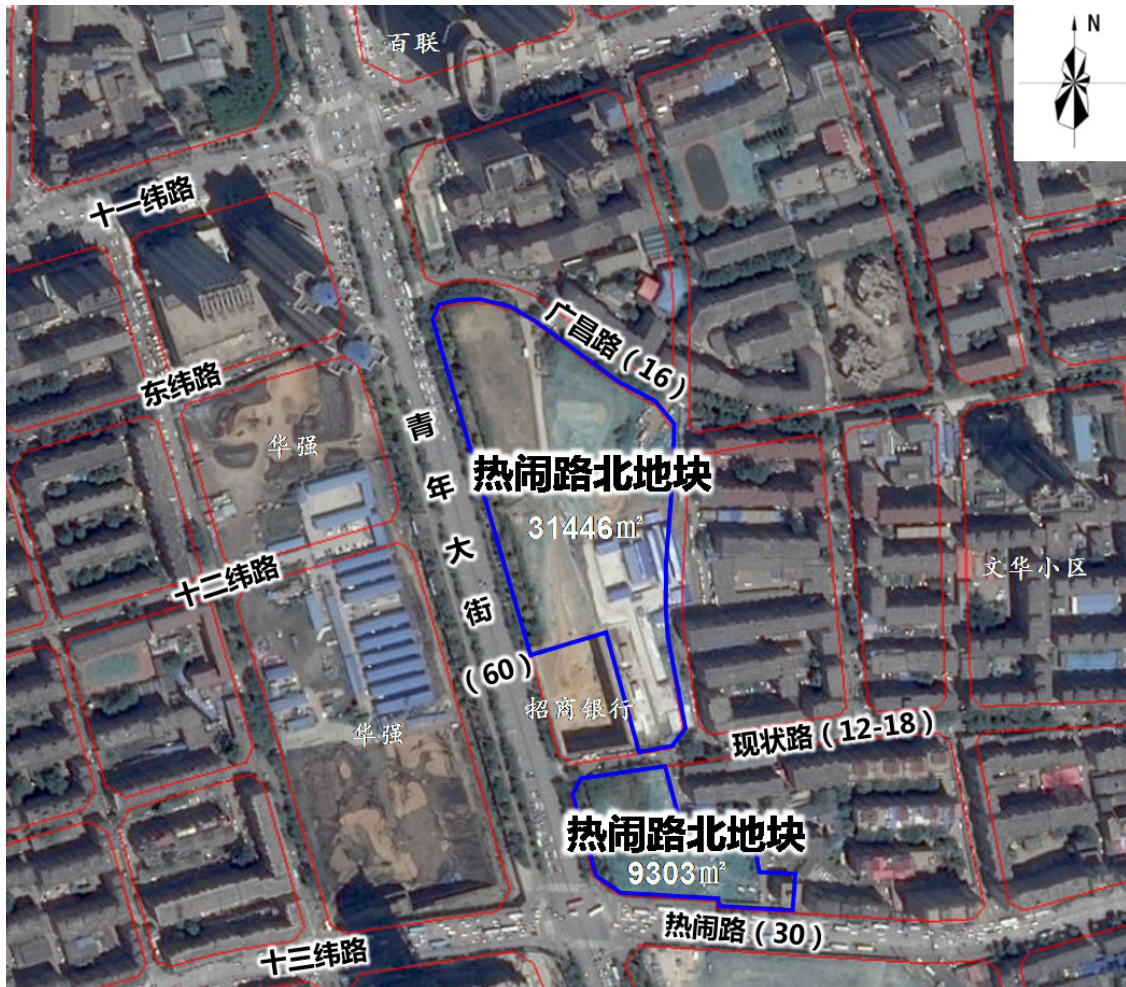 N
百联
十一纬路
广昌路（16）
东纬路
青年大街
（60）
华强
热闹路北地块
31446㎡
十二纬路
文华小区
招商银行
华强
现状路（12-18）
热闹路北地块
9303㎡
热闹路（30）
十三纬路